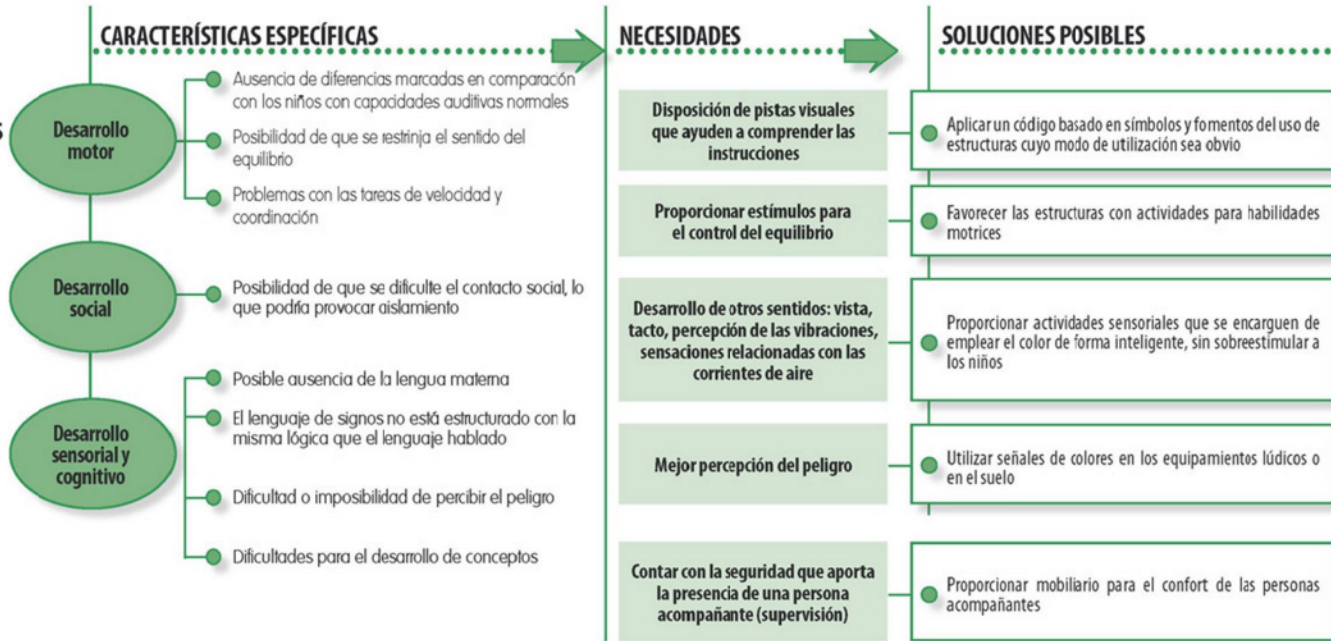 CARACTERÍSTICAS ESPECÍFICAS
NECESIDADES
SOLUCIONES POSIBLES
Desarrollo
motor
Ausencia de diferencias marcadas en comparación
con los niños con capacidades auditivas normales
Posibilidad de que se restrinja el sentido del
equilibrio
Problemas con las tareas de velocidad y
coordinación
Desarrollo
social
Posibilidad de que se dificulte el contacto social, lo
que podría provocar aislamiento
Desarrollo
sensorial y
cognitivo
Posible ausencia de la lengua materna
El lenguaje de signos no está estructurado con la
misma lógica que el lenguaje hablado
Dificultad o imposibilidad de percibir el peligro
Dificultades para el desarrollo de conceptos
Disposición de pistas visuales
que ayuden a comprender las
instrucciones
Aplicar un código basado en símbolos y fomentos del uso de
estructuras cuyo modo de utilización sea obvio
Proporcionar estímulos para
el control del equilibrio
Favorecer las estructuras con actividades para habilidades
motrices
Desarrollo de otros sentidos: vista,
tacto, percepción de las vibraciones,
sensaciones relacionadas con las
corrientes de aire
Proporcionar actividades sensoriales que se encarguen de
emplear el color de forma inteligente, sin sobreestimular a
los niños
Mejor percepción del peligro
Utilizar señales de colores en los equipamientos lúdicos o
en el suelo
Contar con la seguridad que aporta
la presencia de una persona
acompañante (supervisión)
Proporcionar mobiliario para el confort de las personas
acompañantes